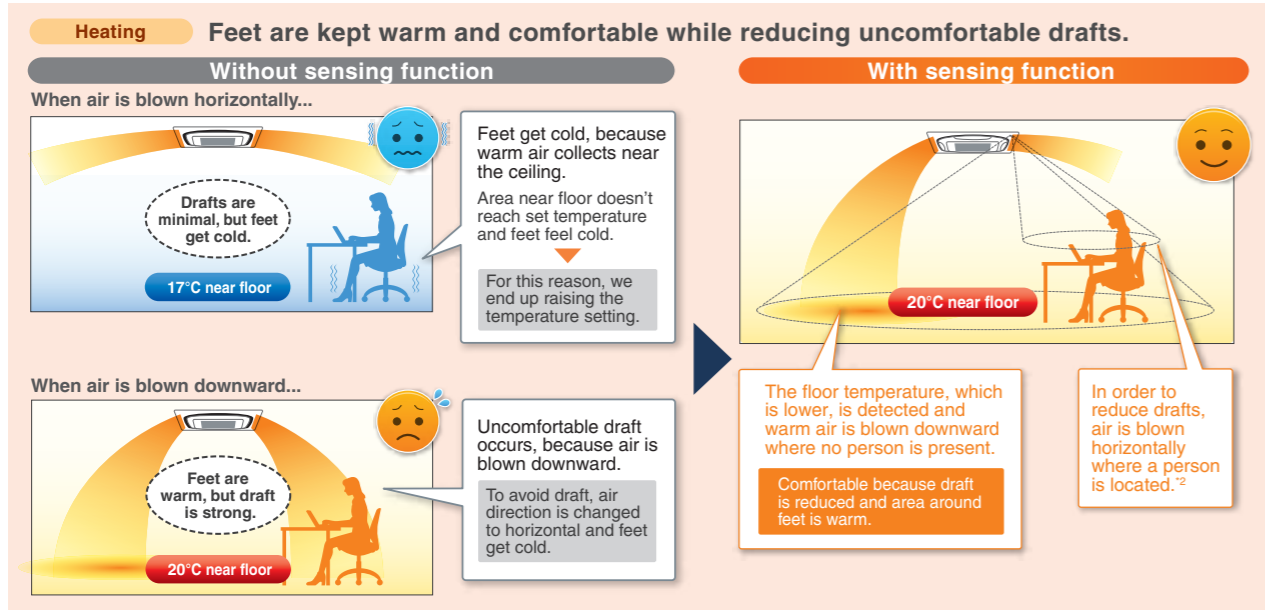 Heating
Feet are kept warm and comfortable while reducing uncomfortable drafts.
Without sensing function
When air is blown horizontally...
Drafts are
minimal, but feet
get cold.
17°C near floor
Feet get cold, because
warm air collects near
the ceiling.
Area near floor doesn’t
reach set temperature
and feet feel cold.
For this reason, we
end up raising the
temperature setting.
When air is blown downward...
Feet are
warm, but draft
is strong.
20°C near floor
Uncomfortable draft
occurs, because air is
blown downward.
To avoid draft, air
direction is changed
to horizontal and feet
get cold.
With sensing function
20°C near floor
The floor temperature, which
is lower, is detected and
warm air is blown downward
where no person is present.
Comfortable because draft
is reduced and area around
feet is warm.
In order to
reduce drafts,
air is blown
horizontally
where a person
is located.*2